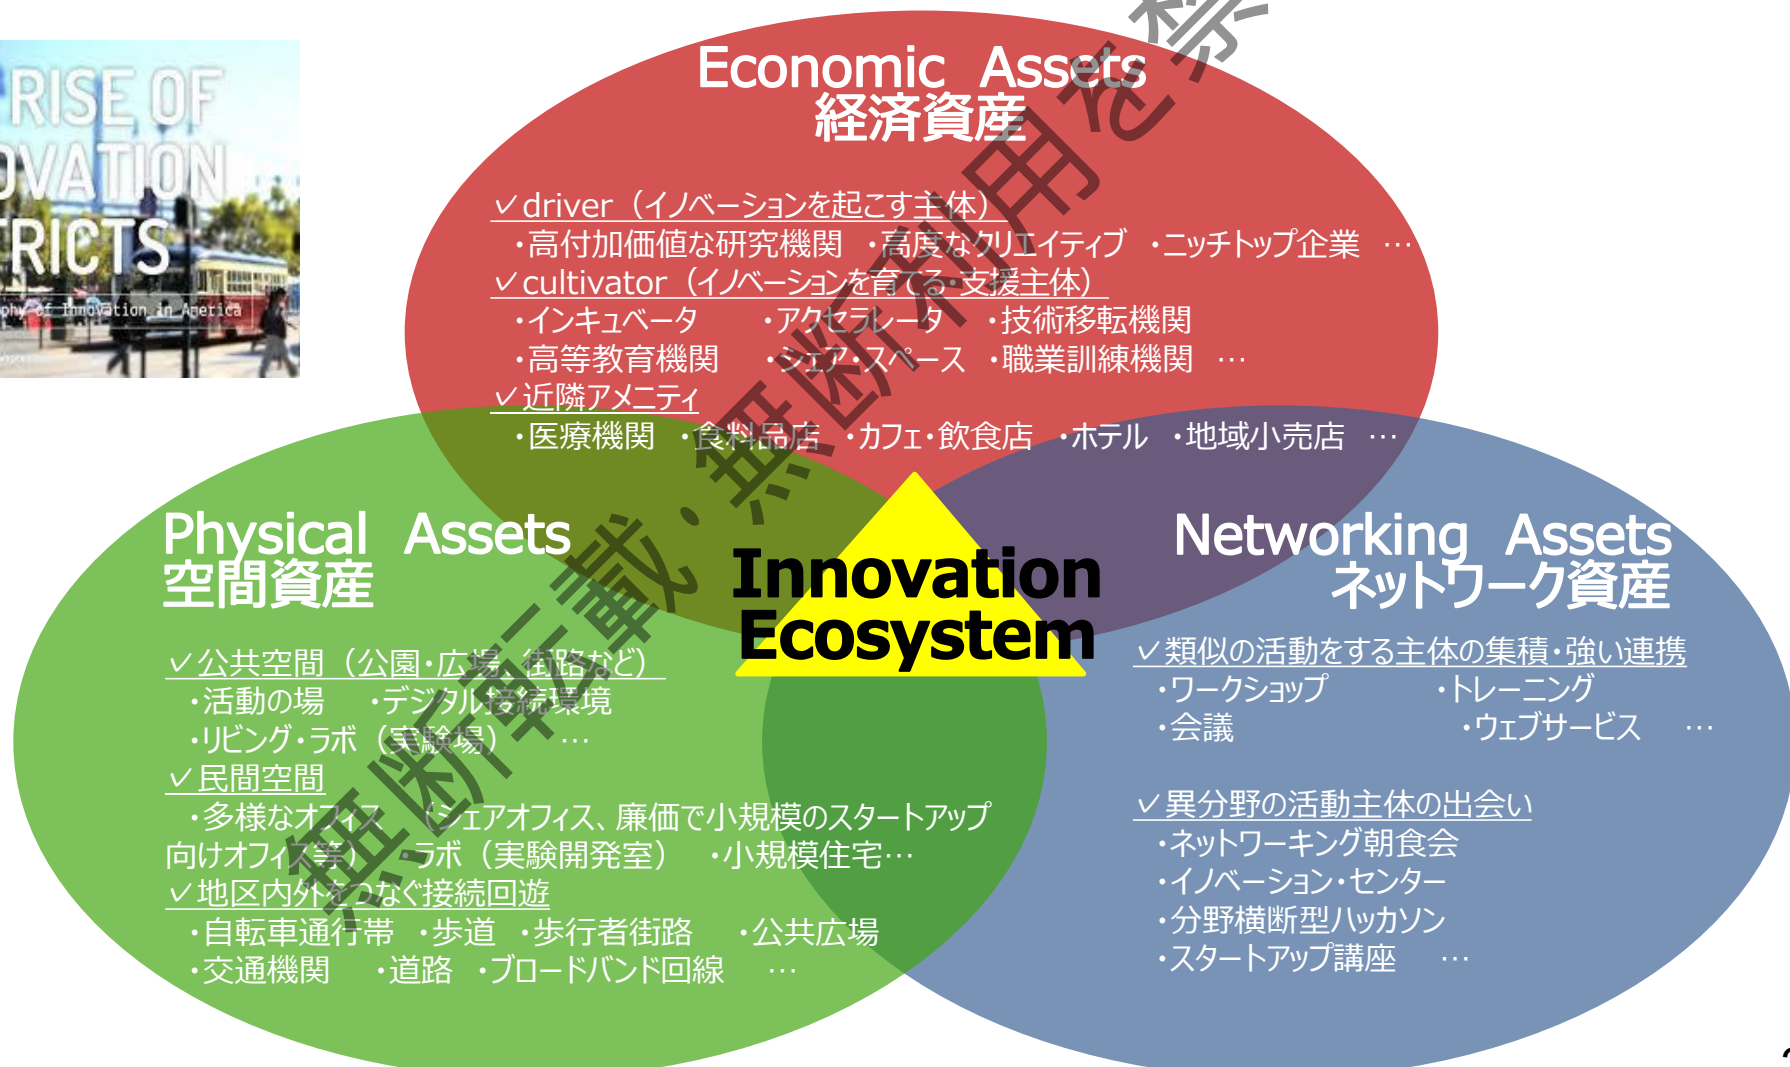 RISE OF
OVATION
TRICTS
phy of Innovation in America
Economic Assets
経済資産
✓driver（イノベーションを起こす主体）
・高付加価値な研究機関 ・高度なクリエイティブ ・ニッチトップ企業 …
✓cultivator（イノベーションを育てる・支援主体）
・インキュベータ ・アクセラレータ ・技術移転機関
・高等教育機関 ・シェア・スペース ・職業訓練機関 …
✓近隣アメニティ
・医療機関 ・食料品店 ・カフェ・飲食店 ・ホテル ・地域小売店 …
Physical Assets
空間資産
✓公共空間（公園・広場、街路など）
・活動の場 ・デジタル接続環境
・リビング・ラボ（実験場） …
✓民間空間
・多様なオフィス （シェアオフィス、廉価で小規模のスタートアップ
向けオフィス等） ・ラボ（実験開発室） ・小規模住宅…
✓地区内外をつなぐ接続回遊
・自転車通行帯 ・歩道 ・歩行者街路 ・公共広場
・交通機関 ・道路 ・ブロードバンド回線 …
Innovation
Ecosystem
Networking Assets
ネットワーク資産
✓類似の活動をする主体の集積・強い連携
・ワークショップ ・トレーニング
・会議 ・ウェブサービス …
✓異分野の活動主体の出会い
・ネットワーキング朝食会
・イノベーション・センター
・分野横断型ハッカソン
・スタートアップ講座 …
無断転載・無断利用を禁